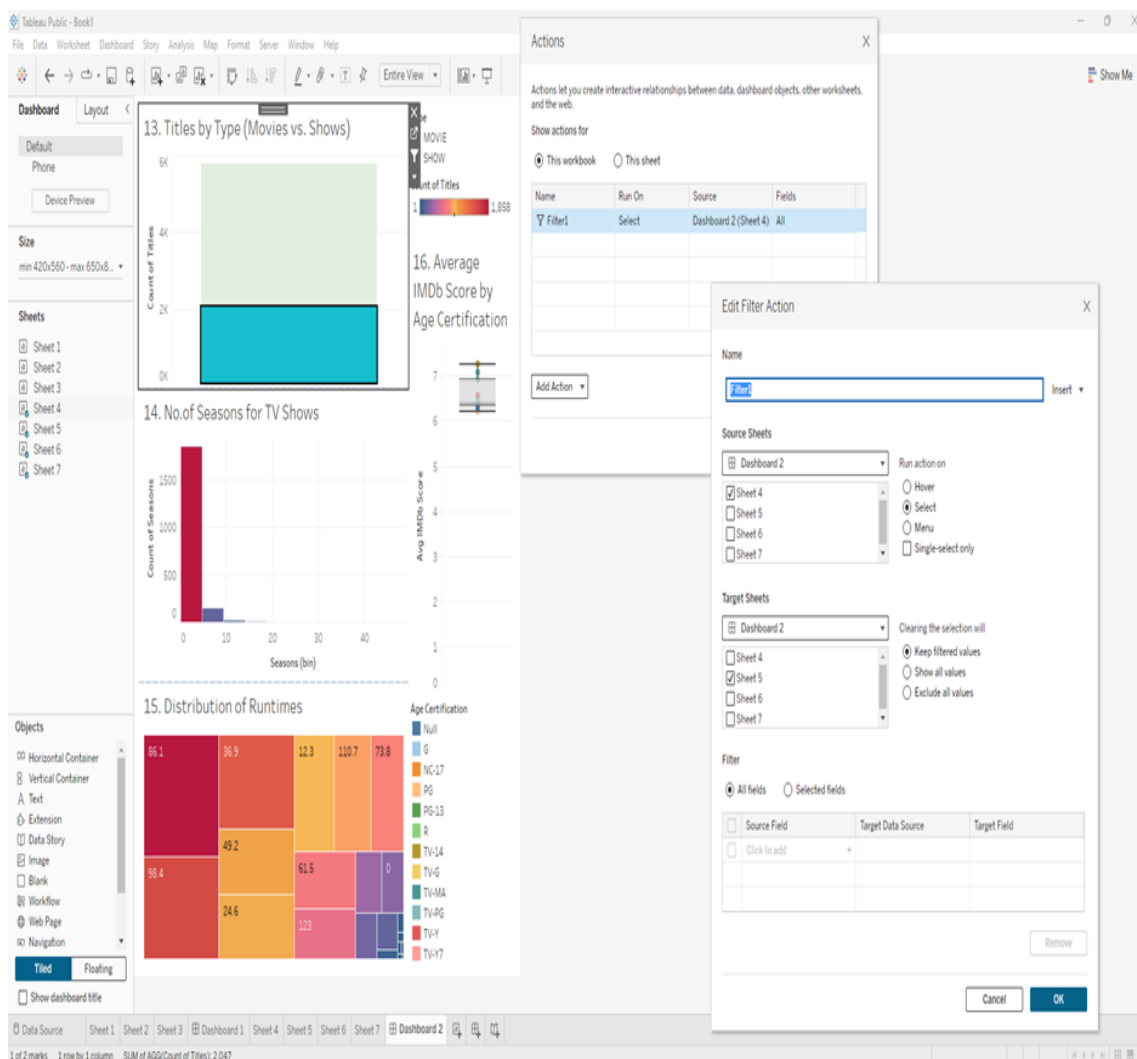 Tableau Public - Book1
File Data Worksheet Dashboard Story Analysis Map Format Server Window Help
Entire View
Show Me
Dashboard Layout
Default
Phone
Device Preview
Size
min 420x560 - max 650x8...
Sheets
Sheet 1
Sheet 2
Sheet 3
Sheet 4
Sheet 5
Sheet 6
Sheet 7
Objects
Horizontal Container
Vertical Container
A Text
Extension
Data Story
Image
Blank
Workflow
Web Page
Navigation
Tiled Floating
Show dashboard title
13. Titles by Type (Movies vs. Shows)
Count of Titles
6K
4K
2K
0K
MOVIE
SHOW
ount of Titles
1 1,858
14. No.of Seasons for TV Shows
Count of Seasons
1500
1000
500
0
0 10 20 30 40
Seasons (bin)
16. Average
IMDb Score by
Age Certification
Avg IMDb Score
7
6
5
4
3
2
1
0
15. Distribution of Runtimes
86.1 36.9 12.3 110.7 73.8
98.4 49.2 61.5 0
24.6 123
Age Certification
Null
G
NC-17
PG
PG-13
R
TV-14
TV-G
TV-MA
TV-PG
TV-Y
TV-Y7
Actions
Actions let you create interactive relationships between data, dashboard objects, other worksheets,
and the web.
Show actions for
This workbook This sheet
Name Run On Source Fields
Filter1 Select Dashboard 2 (Sheet 4) All
Add Action
Edit Filter Action
Name
Filter1
Insert
Source Sheets
Dashboard 2
Sheet 4
Sheet 5
Sheet 6
Sheet 7
Run action on
Hover
Select
Menu
Single-select only
Target Sheets
Dashboard 2
Sheet 4
Sheet 5
Sheet 6
Sheet 7
Clearing the selection will
Keep filtered values
Show all values
Exclude all values
Filter
All fields Selected fields
Source Field Target Data Source Target Field
Click to add
Remove
Cancel OK
Data Source Sheet 1 Sheet 2 Sheet 3 Dashboard 1 Sheet 4 Sheet 5 Sheet 6 Sheet 7 Dashboard 2
1 of 2 marks 1 row by 1 column SUM of AGG(Count of Titles): 2,047